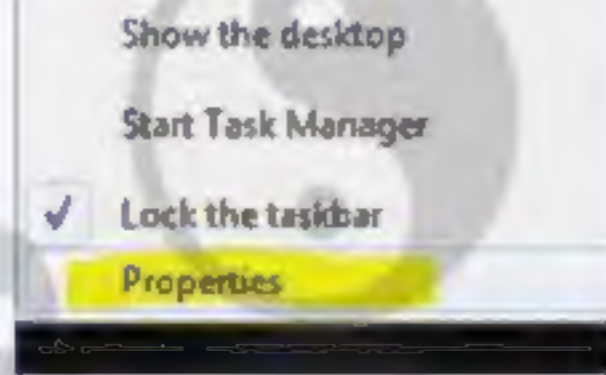 Show the desktop
Start Task Manager
Lock the taskbar
Properties